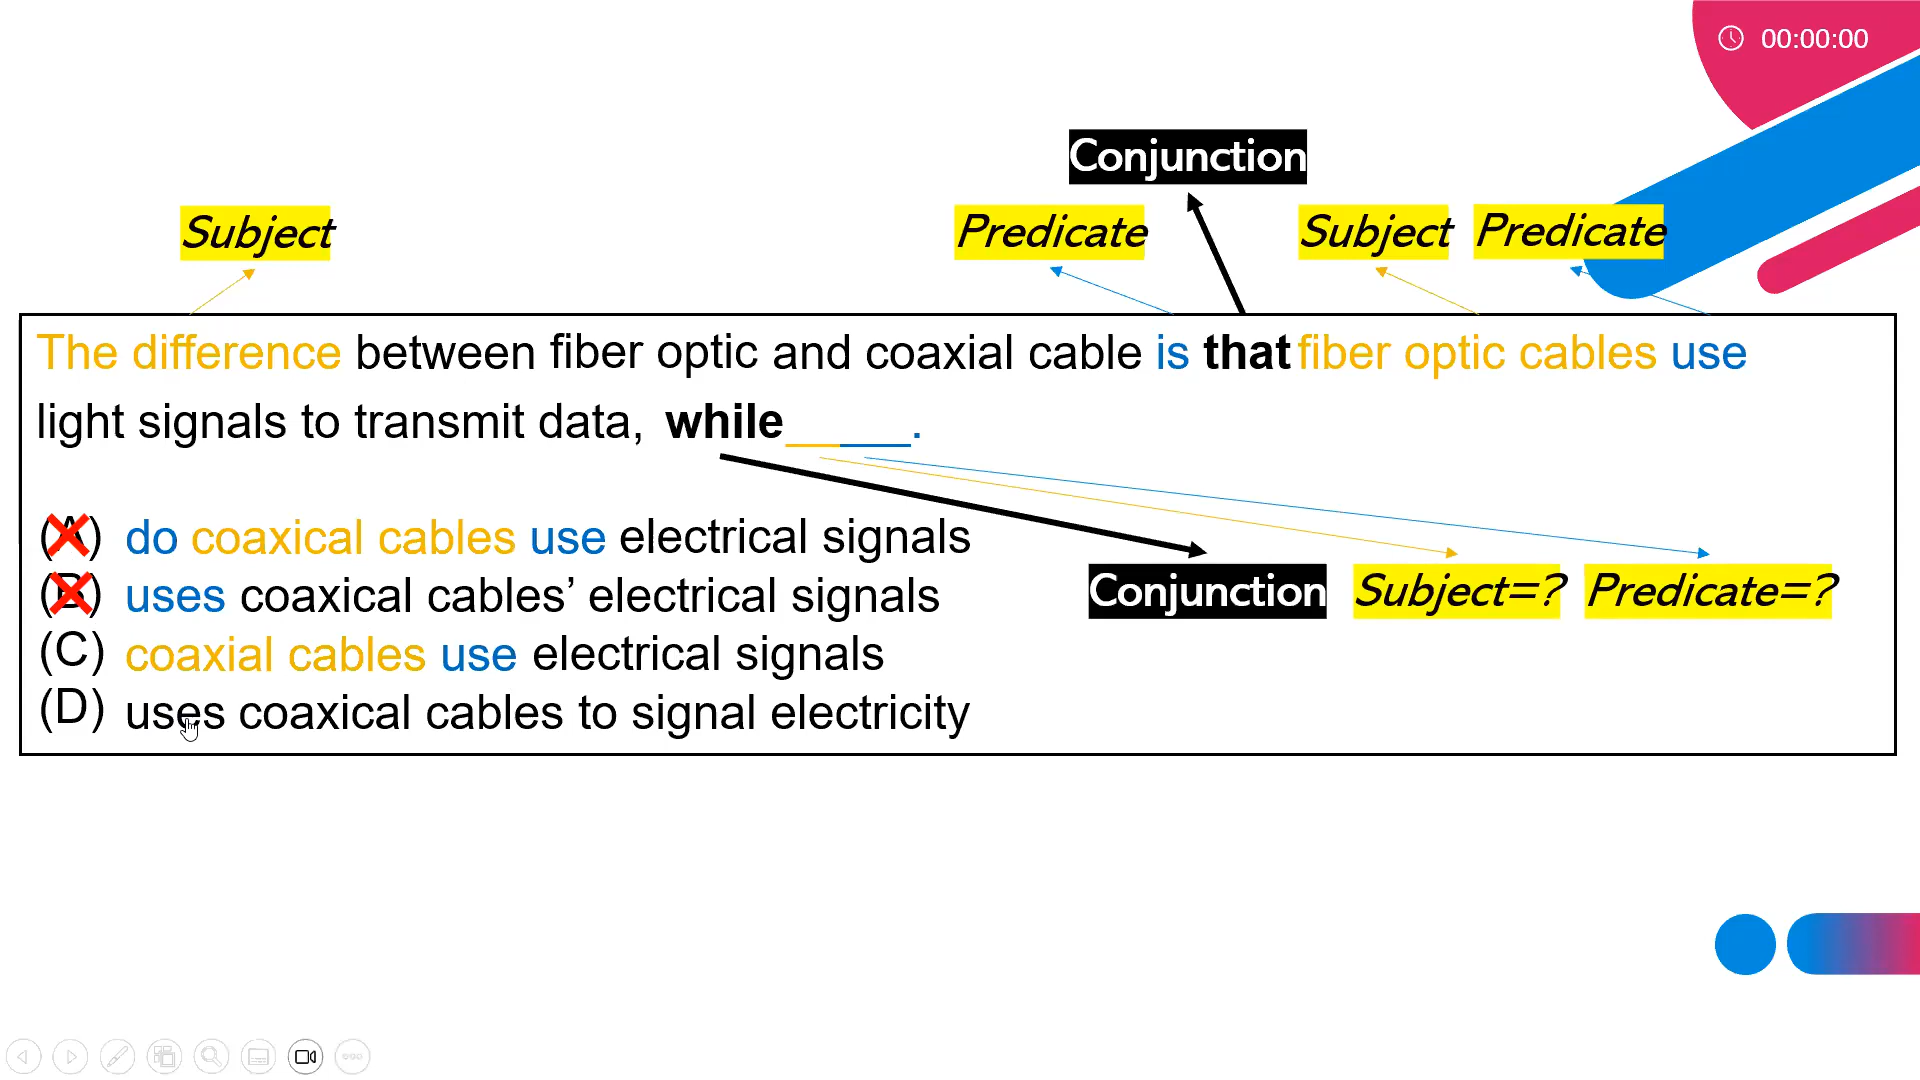 00:00:00
Conjunction
Subject Predicate Subject Predicate
The difference between fiber optic and coaxial cable is that fiber optic cables use
light signals to transmit data, while_____.
(A) do coaxical cables use electrical signals
(B) uses coaxical cables’ electrical signals
Conjunction Subject=? Predicate=?
(C) coaxial cables use electrical signals
(D) uses coaxical cables to signal electricity